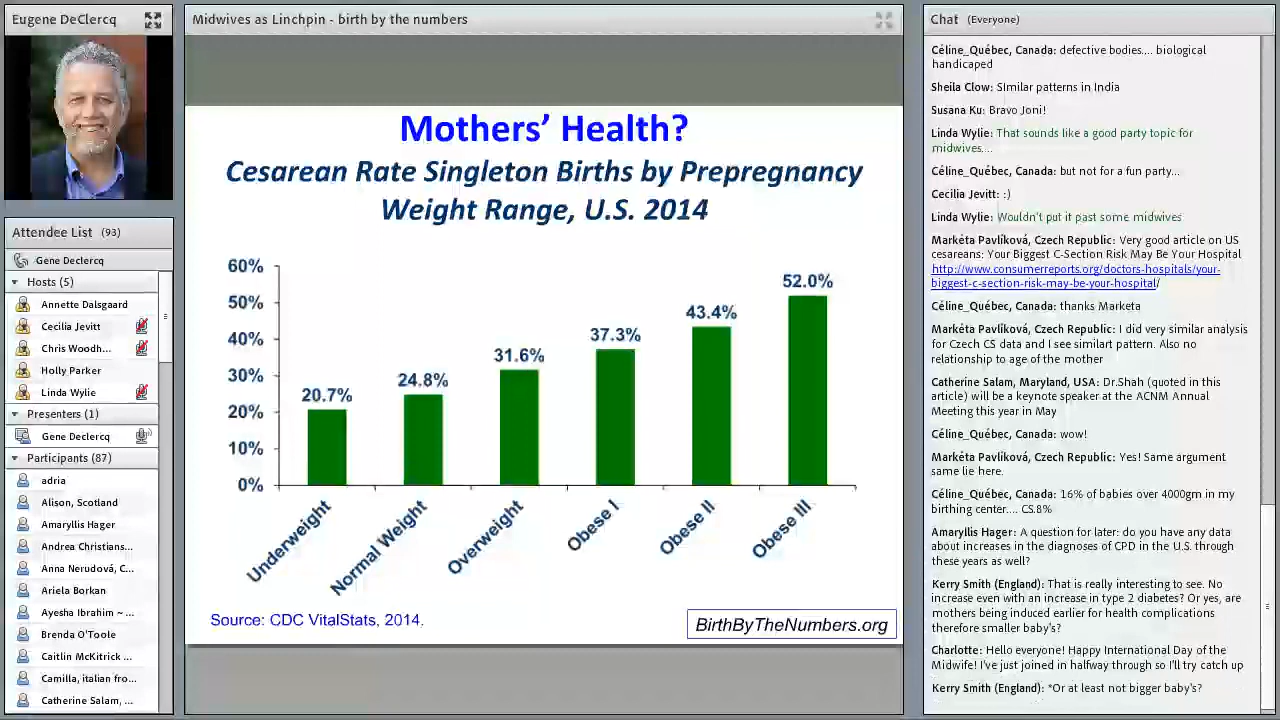 Eugene DeClercq
Attendee List (93)
Gene Declercq
Hosts (5)
Annette Dalsgaard
Cecilia Jevitt
Chris Woodh...
Holly Parker
Linda Wylie
Presenters (1)
Gene Declercq
Participants (87)
adria
Alison, Scotland
Amaryllis Hager
Andrea Christians...
Anna Nerudová, C...
Ariela Borkan
Ayesha Ibrahim ~ ...
Brenda O'Toole
Caitlin McKitrick ...
Camilla, italian fro...
Catherine Salam, ...
Midwives as Linchpin - birth by the numbers
Mothers’ Health?
Cesarean Rate Singleton Births by Prepregnancy
Weight Range, U.S. 2014
60%
50%
40%
30%
20%
10%
0%
20.7%
24.8%
31.6%
37.3%
43.4%
52.0%
Underweight
Normal Weight
Overweight
Obese I
Obese II
Obese III
Source: CDC VitalStats, 2014.
BirthByTheNumbers.org
Chat (Everyone)
Céline_Québec, Canada: defective bodies.... biological
handicaped
Sheila Clow: SImilar patterns in India
Susana Ku: Bravo Joni!
Linda Wylie: That sounds like a good party topic for
midwives....
Céline_Québec, Canada: but not for a fun party...
Cecilia Jevitt: :)
Linda Wylie: Wouldn't put it past some midwives
Markéta Pavlíková, Czech Republic: Very good article on US
cesareans: Your Biggest C-Section Risk May Be Your Hospital
http://www.consumerreports.org/doctors-hospitals/your-
biggest-c-section-risk-may-be-your-hospital/
Céline_Québec, Canada: thanks Marketa
Markéta Pavlíková, Czech Republic: I did very similar analysis
for Czech CS data and I see similart pattern. Also no
relationship to age of the mother
Catherine Salam, Maryland, USA: Dr.Shah (quoted in this
article) will be a keynote speaker at the ACNM Annual
Meeting this year in May
Céline_Québec, Canada: wow!
Markéta Pavlíková, Czech Republic: Yes! Same argument
same lie here.
Céline_Québec, Canada: 16% of babies over 4000gm in my
birthing center.... CS.8%
Amaryllis Hager: A question for later: do you have any data
about increases in the diagnoses of CPD in the U.S. through
these years as well?
Kerry Smith (England): That is really interesting to see. No
increase even with an increase in type 2 diabetes? Or yes, are
mothers being induced earlier for health complications
therefore smaller baby's?
Charlotte: Hello everyone! Happy International Day of the
Midwife! I've just joined in halfway through so I'll try catch up
Kerry Smith (England): *Or at least not bigger baby's?